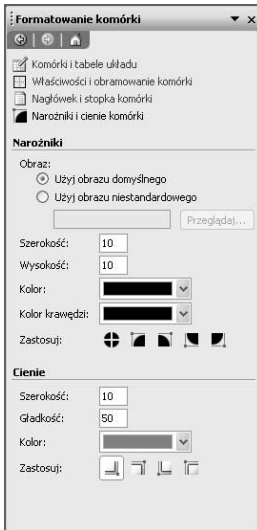 Formatowanie komórki
Komórki i tabele układu
Właściwości i obramowanie komórki
Nagłówek i stopka komórki
Narożniki i cienie komórki
Narożniki
Obraz:
Użyj obrazu domyślnego
Użyj obrazu niestandardowego
Przeglądaj...
Szerokość: 10
Wysokość: 10
Kolor:
Kolor krawędzi:
Zastosuj:
Cienie
Szerokość: 10
Gładkość: 50
Kolor:
Zastosuj: